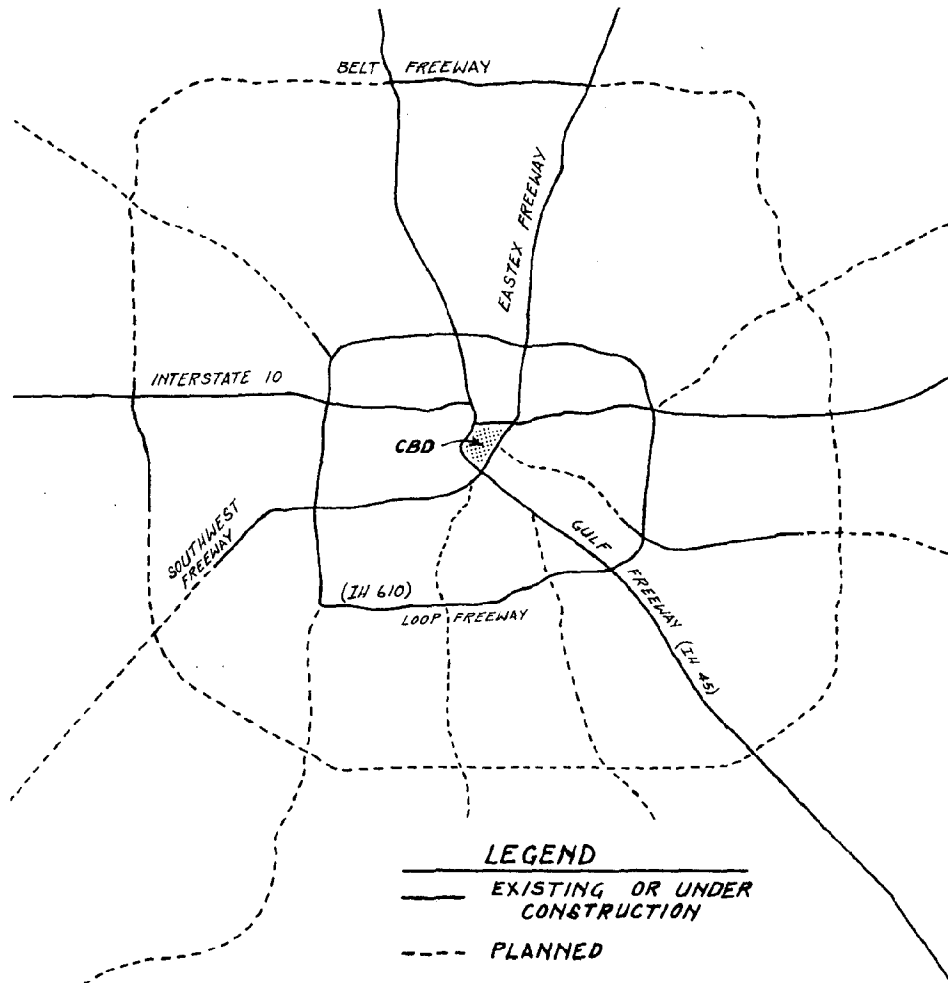 BELT FREEWAY
EASTEX FREEWAY
INTERSTATE 10
CBD
SOUTHWEST
FREEWAY
GULF
FREEWAY
(IH 45)
(IH 610)
LOOP FREEWAY
LEGEND
EXISTING OR UNDER
CONSTRUCTION
PLANNED